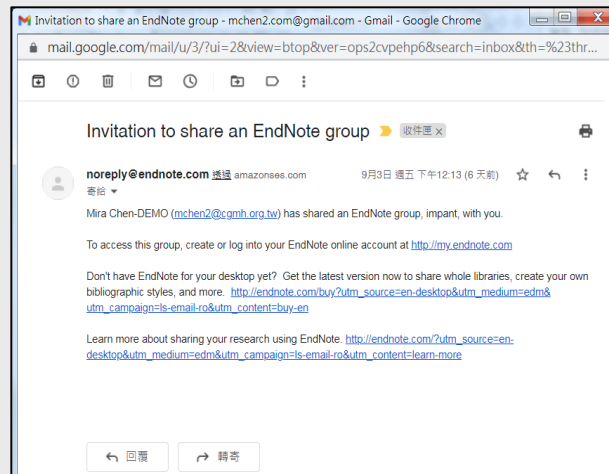 Invitation to share an EndNote group - mchen2.com@gmail.com - Gmail - Google Chrome
mail.google.com/mail/u/3/?ui=2&view=btop&ver=ops2cvpehp6&search=inbox&th=%23thr...
Invitation to share an EndNote group 收件匣 x
noreply@endnote.com 透過 amazonses.com 9月3日 週五 下午12:13 (6 天前)
寄給
Mira Chen-DEMO (mchen2@cgmh.org.tw) has shared an EndNote group, impant, with you.
To access this group, create or log into your EndNote online account at http://my.endnote.com
Don't have EndNote for your desktop yet? Get the latest version now to share whole libraries, create your own
bibliographic styles, and more. http://endnote.com/buy?utm_source=en-desktop&utm_medium=edm&
utm_campaign=ls-email-ro&utm_content=buy-en
Learn more about sharing your research using EndNote. http://endnote.com/?utm_source=en-
desktop&utm_medium=edm&utm_campaign=ls-email-ro&utm_content=learn-more
回覆 轉寄